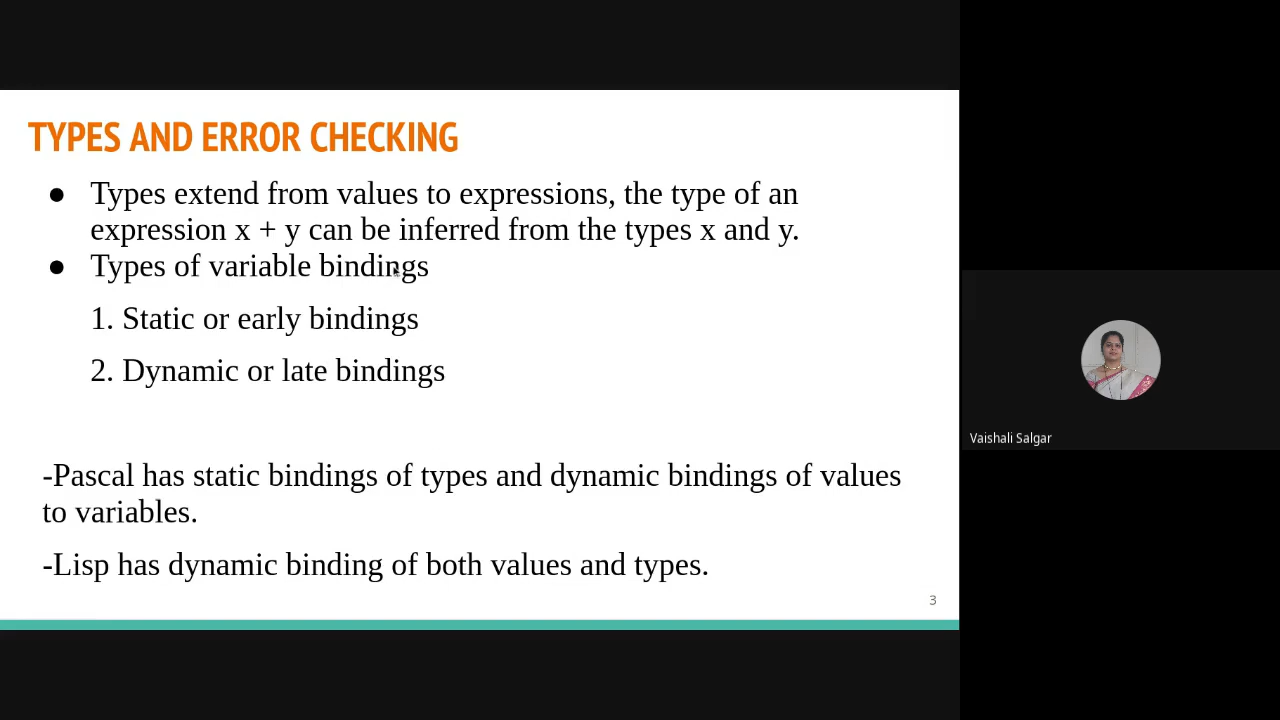 TYPES AND ERROR CHECKING
● Types extend from values to expressions, the type of an
expression x + y can be inferred from the types x and y.
● Types of variable bindings
1. Static or early bindings
2. Dynamic or late bindings
-Pascal has static bindings of types and dynamic bindings of values
to variables.
-Lisp has dynamic binding of both values and types.
3
Vaishali Salgar